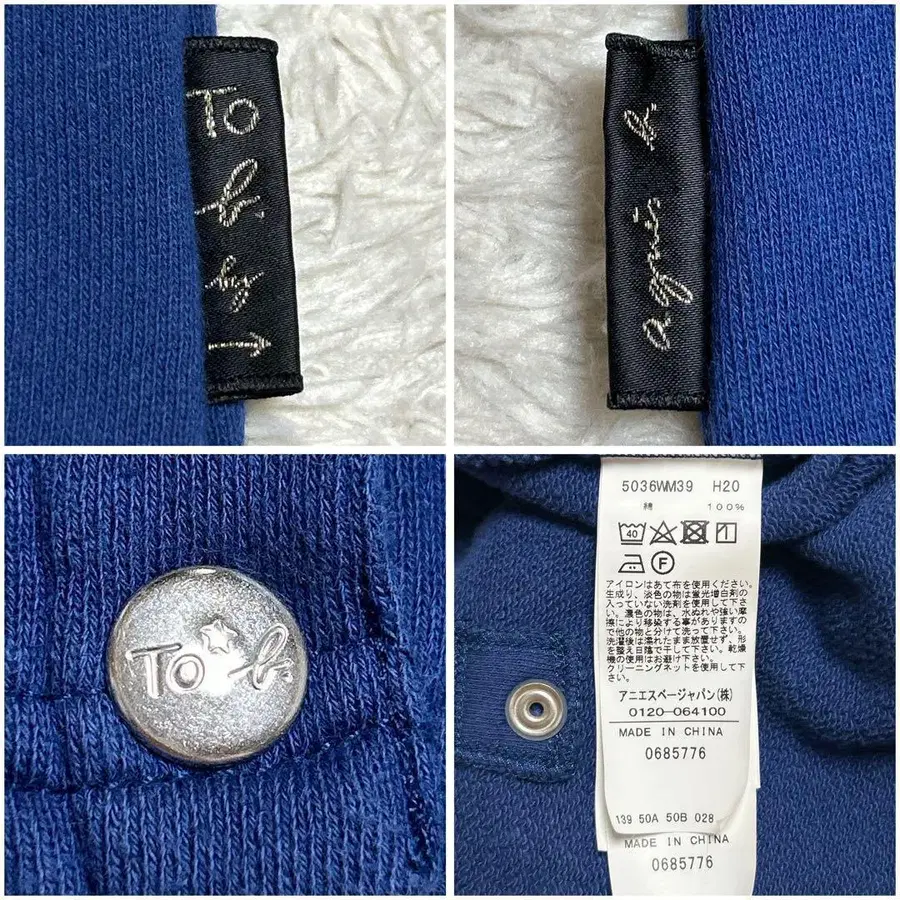 To
b.
by
↑
agnès b.
TO b.
5036WM39 H20
綿 100%
40
F
アイロンはあて布を使用ください。
生成り、淡色の物は蛍光増白剤の
入っていない洗剤を使用して下さ
い。濃色の物は、水ぬれや強い摩
擦により移染する事がありますの
で他の物と分けて洗って下さい。
洗濯後は濡れたまま放置せず、形
を整え日陰で干して下さい。乾燥
機の使用はお避け下さい。
クリーニングネットを使用して下
さい。
アニエスベージャパン(株)
0120-064100
MADE IN CHINA
0685776
139 50A 50B 028
MADE IN CHINA
0685776